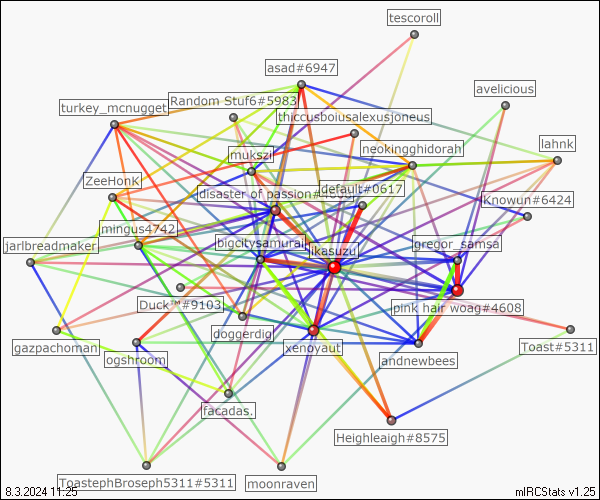 tescoroll
asad#6947
avelicious
Random Stuf6#5983
turkey_mcnugget
thiccusboiusalexusjoneus
neokingghidorah
lahnk
mukszi
ZeeHonK
disaster of passion#4608
default#0617
Knowun#6424
mingus4742
bigcitysamurai
ikasuzu
gregor_samsa
jarlbreadmaker
Duck™#9103
pink hair woag#4608
doggerdig
gazpachoman
ogshroom
xenoyaut
andnewbees
Toast#5311
facadas.
Heighleaigh#8575
ToastephBroseph5311#5311
moonraven
8.3.2024 11:25
mIRCStats v1.25